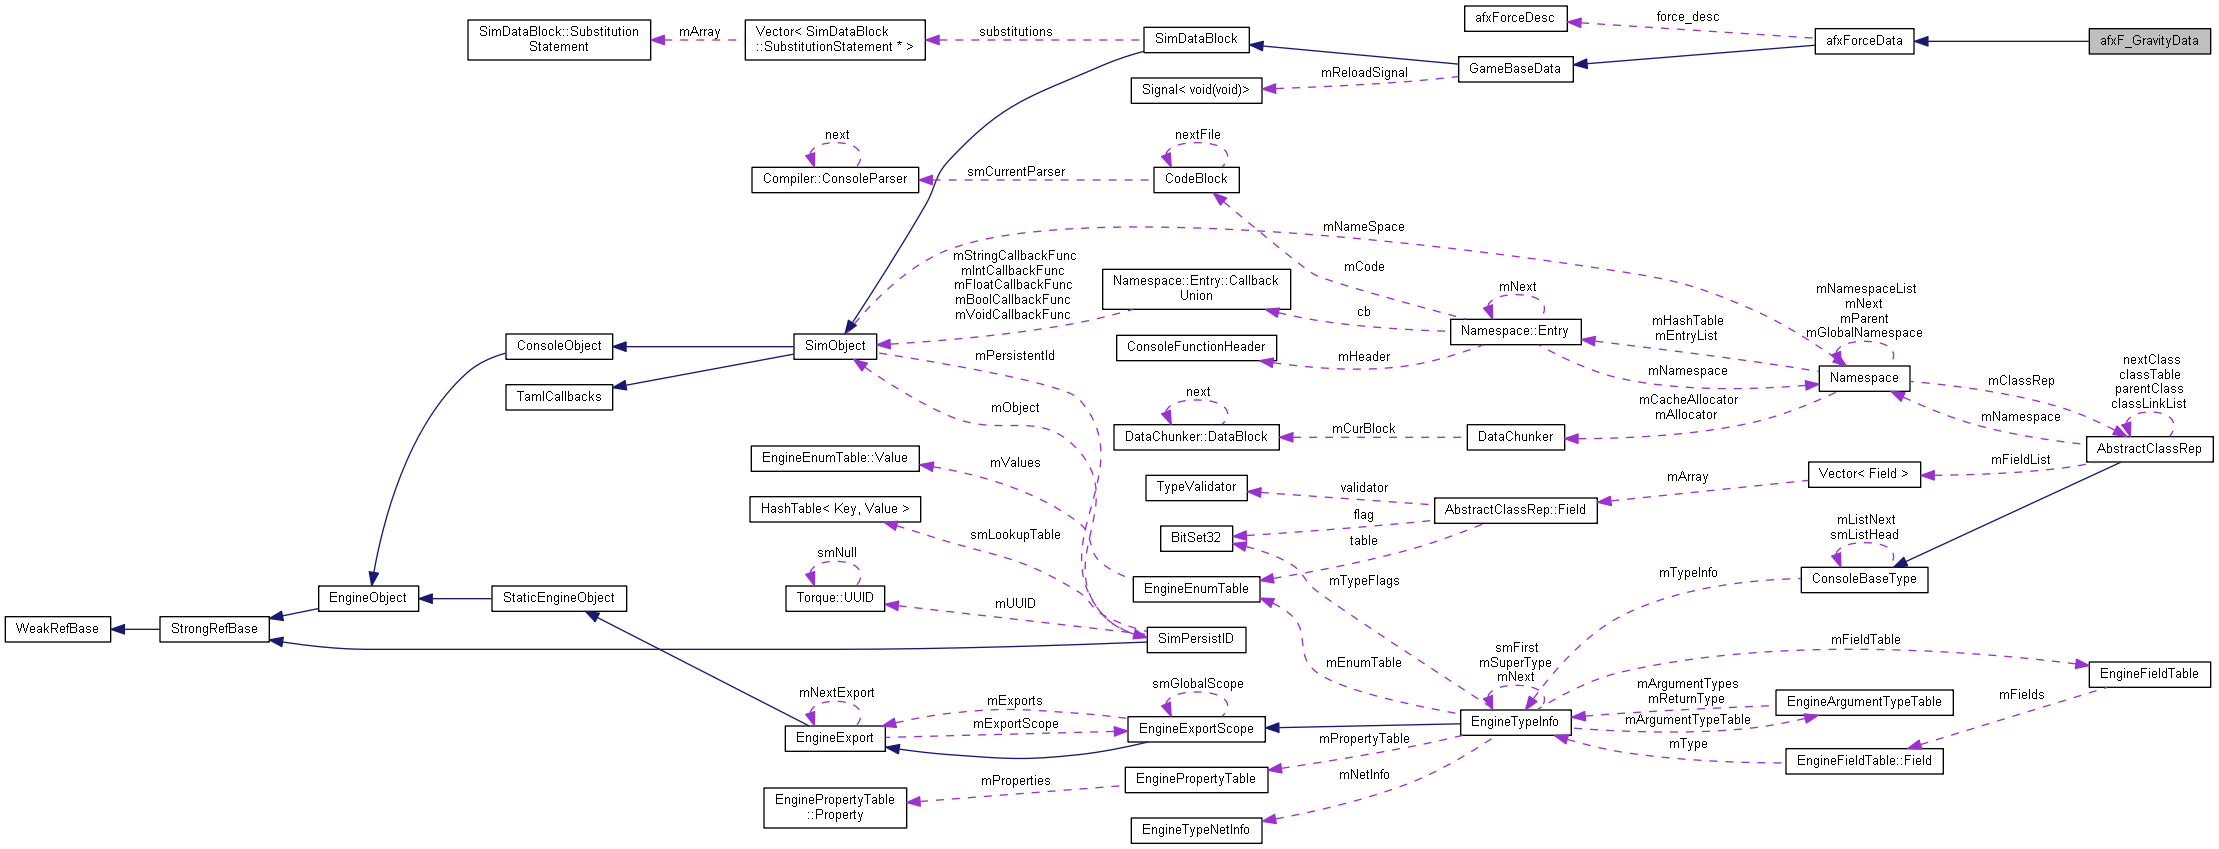 afxForceDesc
force_desc
SimDataBlock::Substitution
Statement
mArray
Vector< SimDataBlock
::SubstitutionStatement * >
substitutions
SimDataBlock
afxForceData
afxF_GravityData
GameBaseData
mReloadSignal
Signal< void(void)>
next
nextFile
Compiler::ConsoleParser
smCurrentParser
CodeBlock
mNameSpace
mStringCallbackFunc
mIntCallbackFunc
mFloatCallbackFunc
mBoolCallbackFunc
mVoidCallbackFunc
Namespace::Entry::Callback
Union
mCode
mNext
cb
Namespace::Entry
mHashTable
mEntryList
mNamespaceList
mNext
mParent
mGlobalNamespace
ConsoleObject
SimObject
mPersistentId
ConsoleFunctionHeader
mHeader
mNamespace
Namespace
mClassRep
nextClass
classTable
parentClass
classLinkList
TamlCallbacks
mObject
next
mCacheAllocator
mAllocator
mNamespace
DataChunker::DataBlock
mCurBlock
DataChunker
AbstractClassRep
EngineEnumTable::Value
mValues
TypeValidator
validator
mArray
Vector< Field >
mFieldList
HashTable< Key, Value >
smLookupTable
BitSet32
flag
AbstractClassRep::Field
table
mListNext
smListHead
smNull
EngineEnumTable
mTypeFlags
mTypeInfo
ConsoleBaseType
EngineObject
StaticEngineObject
Torque::UUID
mUUID
WeakRefBase
StrongRefBase
SimPersistID
mEnumTable
smFirst
mSuperType
mNext
mFieldTable
EngineFieldTable
mNextExport
mExports
smGlobalScope
mArgumentTypes
mReturnType
EngineArgumentTypeTable
mFields
EngineExport
mExportScope
EngineExportScope
EngineTypeInfo
mArgumentTypeTable
mPropertyTable
mType
EngineFieldTable::Field
EnginePropertyTable
::Property
mProperties
EnginePropertyTable
mNetInfo
EngineTypeNetInfo